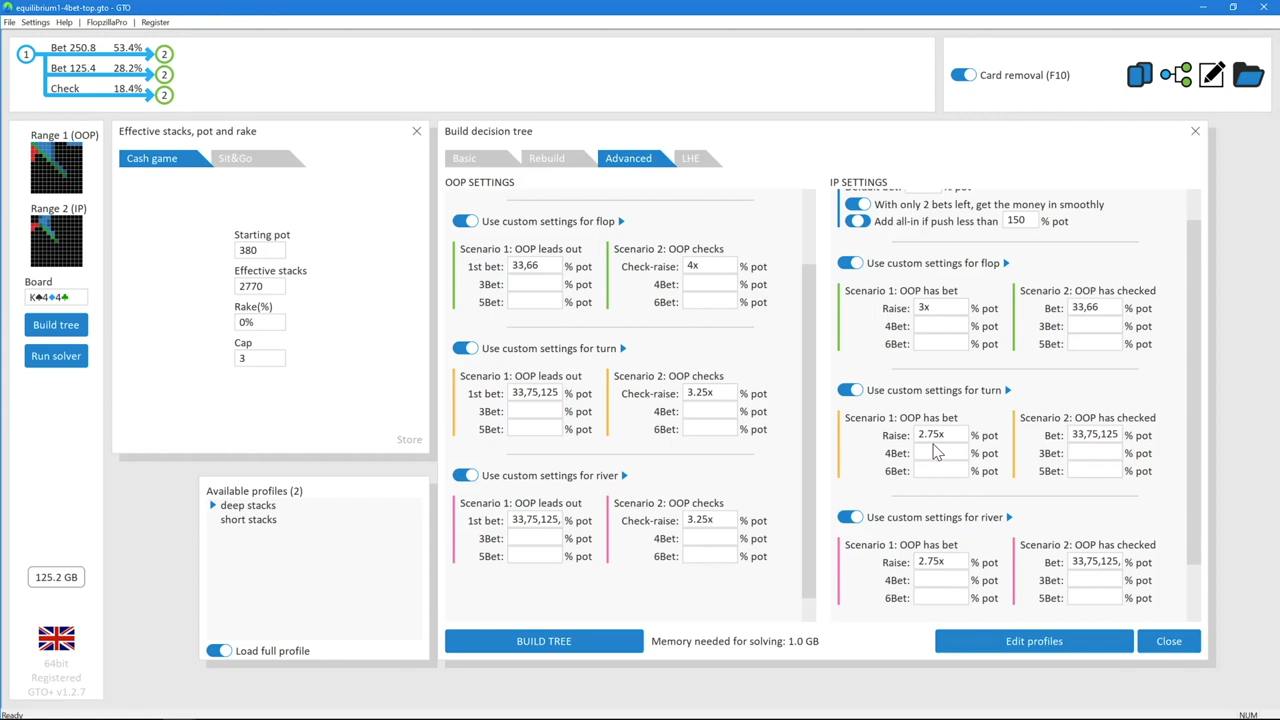 equilibrium1-4bet-top.gto - GTO
File Settings Help FlopzillaPro Register
1 Bet 250.8 53.4% 2
Bet 125.4 28.2% 2
Check 18.4% 2
Card removal (F10)
Range 1 (OOP)
Range 2 (IP)
Board
K♠4♦4♣
Build tree
Run solver
125.2 GB
64bit
Registered
GTO+ v1.2.7
Effective stacks, pot and rake
Cash game Sit&Go
Starting pot
380
Effective stacks
2770
Rake(%)
0%
Cap
3
Store
Available profiles (2)
deep stacks
short stacks
Load full profile
Build decision tree
Basic Rebuild Advanced LHE
OOP SETTINGS
Use custom settings for flop
Scenario 1: OOP leads out Scenario 2: OOP checks
1st bet: 33,66 % pot Check-raise: 4x % pot
3Bet: % pot 4Bet: % pot
5Bet: % pot 6Bet: % pot
Use custom settings for turn
Scenario 1: OOP leads out Scenario 2: OOP checks
1st bet: 33,75,125 % pot Check-raise: 3.25x % pot
3Bet: % pot 4Bet: % pot
5Bet: % pot 6Bet: % pot
Use custom settings for river
Scenario 1: OOP leads out Scenario 2: OOP checks
1st bet: 33,75,125, % pot Check-raise: 3.25x % pot
3Bet: % pot 4Bet: % pot
5Bet: % pot 6Bet: % pot
IP SETTINGS
Default bet: % pot
With only 2 bets left, get the money in smoothly
Add all-in if push less than 150 % pot
Use custom settings for flop
Scenario 1: OOP has bet Scenario 2: OOP has checked
Raise: 3x % pot Bet: 33,66 % pot
4Bet: % pot 3Bet: % pot
6Bet: % pot 5Bet: % pot
Use custom settings for turn
Scenario 1: OOP has bet Scenario 2: OOP has checked
Raise: 2.75x % pot Bet: 33,75,125 % pot
4Bet: % pot 3Bet: % pot
6Bet: % pot 5Bet: % pot
Use custom settings for river
Scenario 1: OOP has bet Scenario 2: OOP has checked
Raise: 2.75x % pot Bet: 33,75,125, % pot
4Bet: % pot 3Bet: % pot
6Bet: % pot 5Bet: % pot
BUILD TREE Memory needed for solving: 1.0 GB Edit profiles Close
Ready NUM